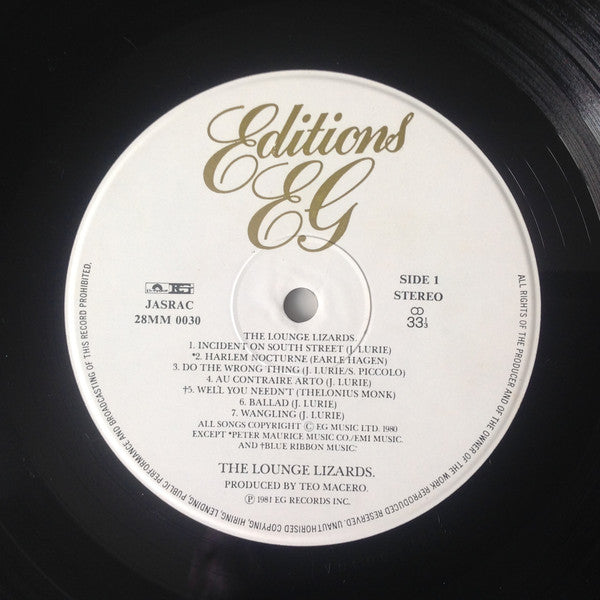 Editions
EG
JASRAC
28MM 0030
SIDE 1
STEREO
33⅓
THE LOUNGE LIZARDS.
1. INCIDENT ON SOUTH STREET (J. LURIE)
*2. HARLEM NOCTURNE (EARLE HAGEN)
3. DO THE WRONG THING (J. LURIE/S. PICCOLO)
4. AU CONTRAIRE ARTO (J. LURIE)
†5. WELL YOU NEEDN'T (THELONIUS MONK)
6. BALLAD (J. LURIE)
7. WANGLING (J. LURIE)
ALL SONGS COPYRIGHT Ⓒ EG MUSIC LTD. 1980
EXCEPT *PETER MAURICE MUSIC CO./EMI MUSIC.
AND †BLUE RIBBON MUSIC.
THE LOUNGE LIZARDS.
PRODUCED BY TEO MACERO.
Ⓟ 1981 EG RECORDS INC.
ALL RIGHTS OF THE PRODUCER AND OF THE OWNER OF THE WORK REPRODUCED RESERVED. UNAUTHORISED COPYING, HIRING, LENDING, PUBLIC PERFORMANCE AND BROADCASTING OF THIS RECORD PROHIBITED.